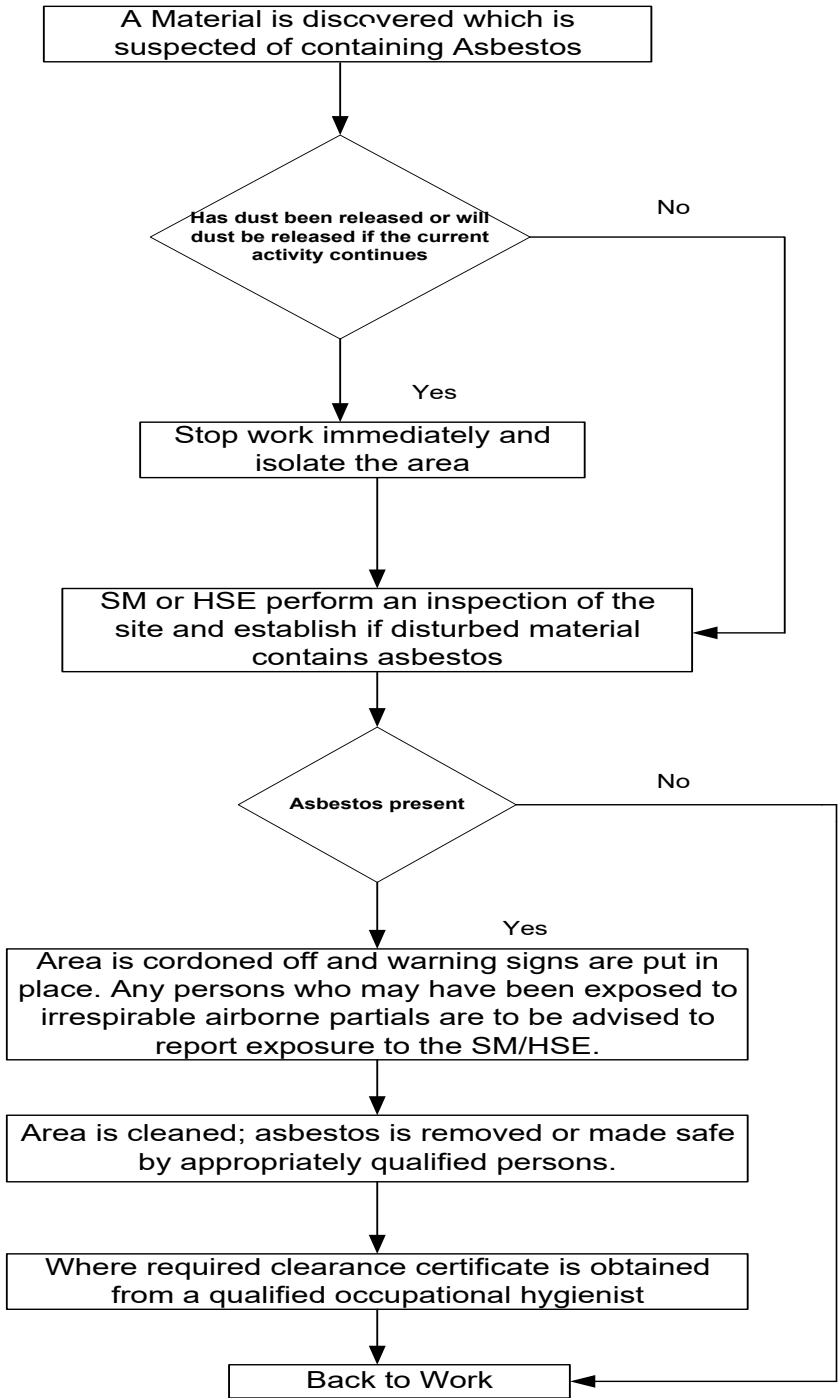 A Material is discovered which is
suspected of containing Asbestos
Has dust been released or will
dust be released if the current
activity continues
No
Yes
Stop work immediately and
isolate the area
SM or HSE perform an inspection of the
site and establish if disturbed material
contains asbestos
Asbestos present
No
Yes
Area is cordoned off and warning signs are put in
place. Any persons who may have been exposed to
irrespirable airborne partials are to be advised to
report exposure to the SM/HSE.
Area is cleaned; asbestos is removed or made safe
by appropriately qualified persons.
Where required clearance certificate is obtained
from a qualified occupational hygienist
Back to Work